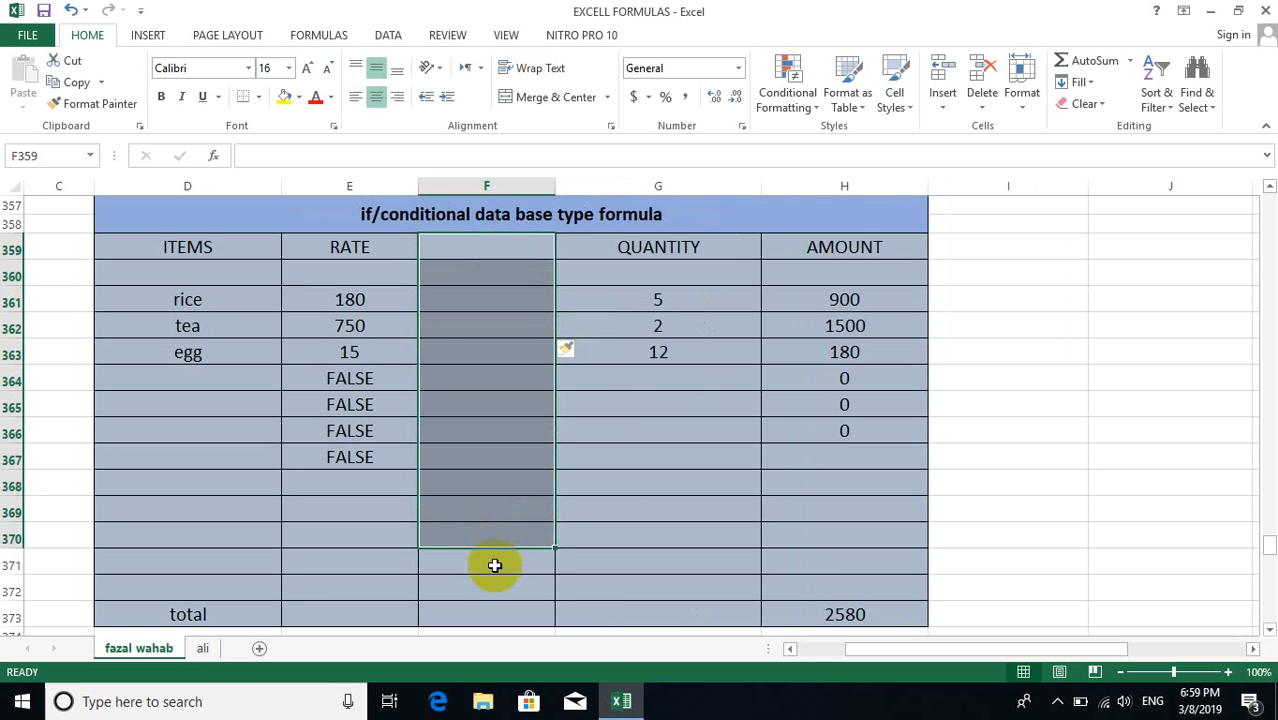 EXCELL FORMULAS - Excel
?
FILE HOME INSERT PAGE LAYOUT FORMULAS DATA REVIEW VIEW NITRO PRO 10 Sign in
Cut
Copy
Format Painter
Paste
Calibri 16
B I U
Wrap Text
Merge & Center
General
$ % ,
Conditional Formatting
Format as Table
Cell Styles
Insert Delete Format
AutoSum
Fill
Clear
Sort & Filter
Find & Select
Clipboard Font Alignment Number Styles Cells Editing
F359 fx
C D E F G H I J
357 if/conditional data base type formula
358
359 ITEMS RATE QUANTITY AMOUNT
360
361 rice 180 5 900
362 tea 750 2 1500
363 egg 15 12 180
364 FALSE 0
365 FALSE 0
366 FALSE 0
367 FALSE
368
369
370
371
372
373 total 2580
fazal wahab ali
READY 100%
Type here to search
ENG 6:59 PM
3/8/2019 3